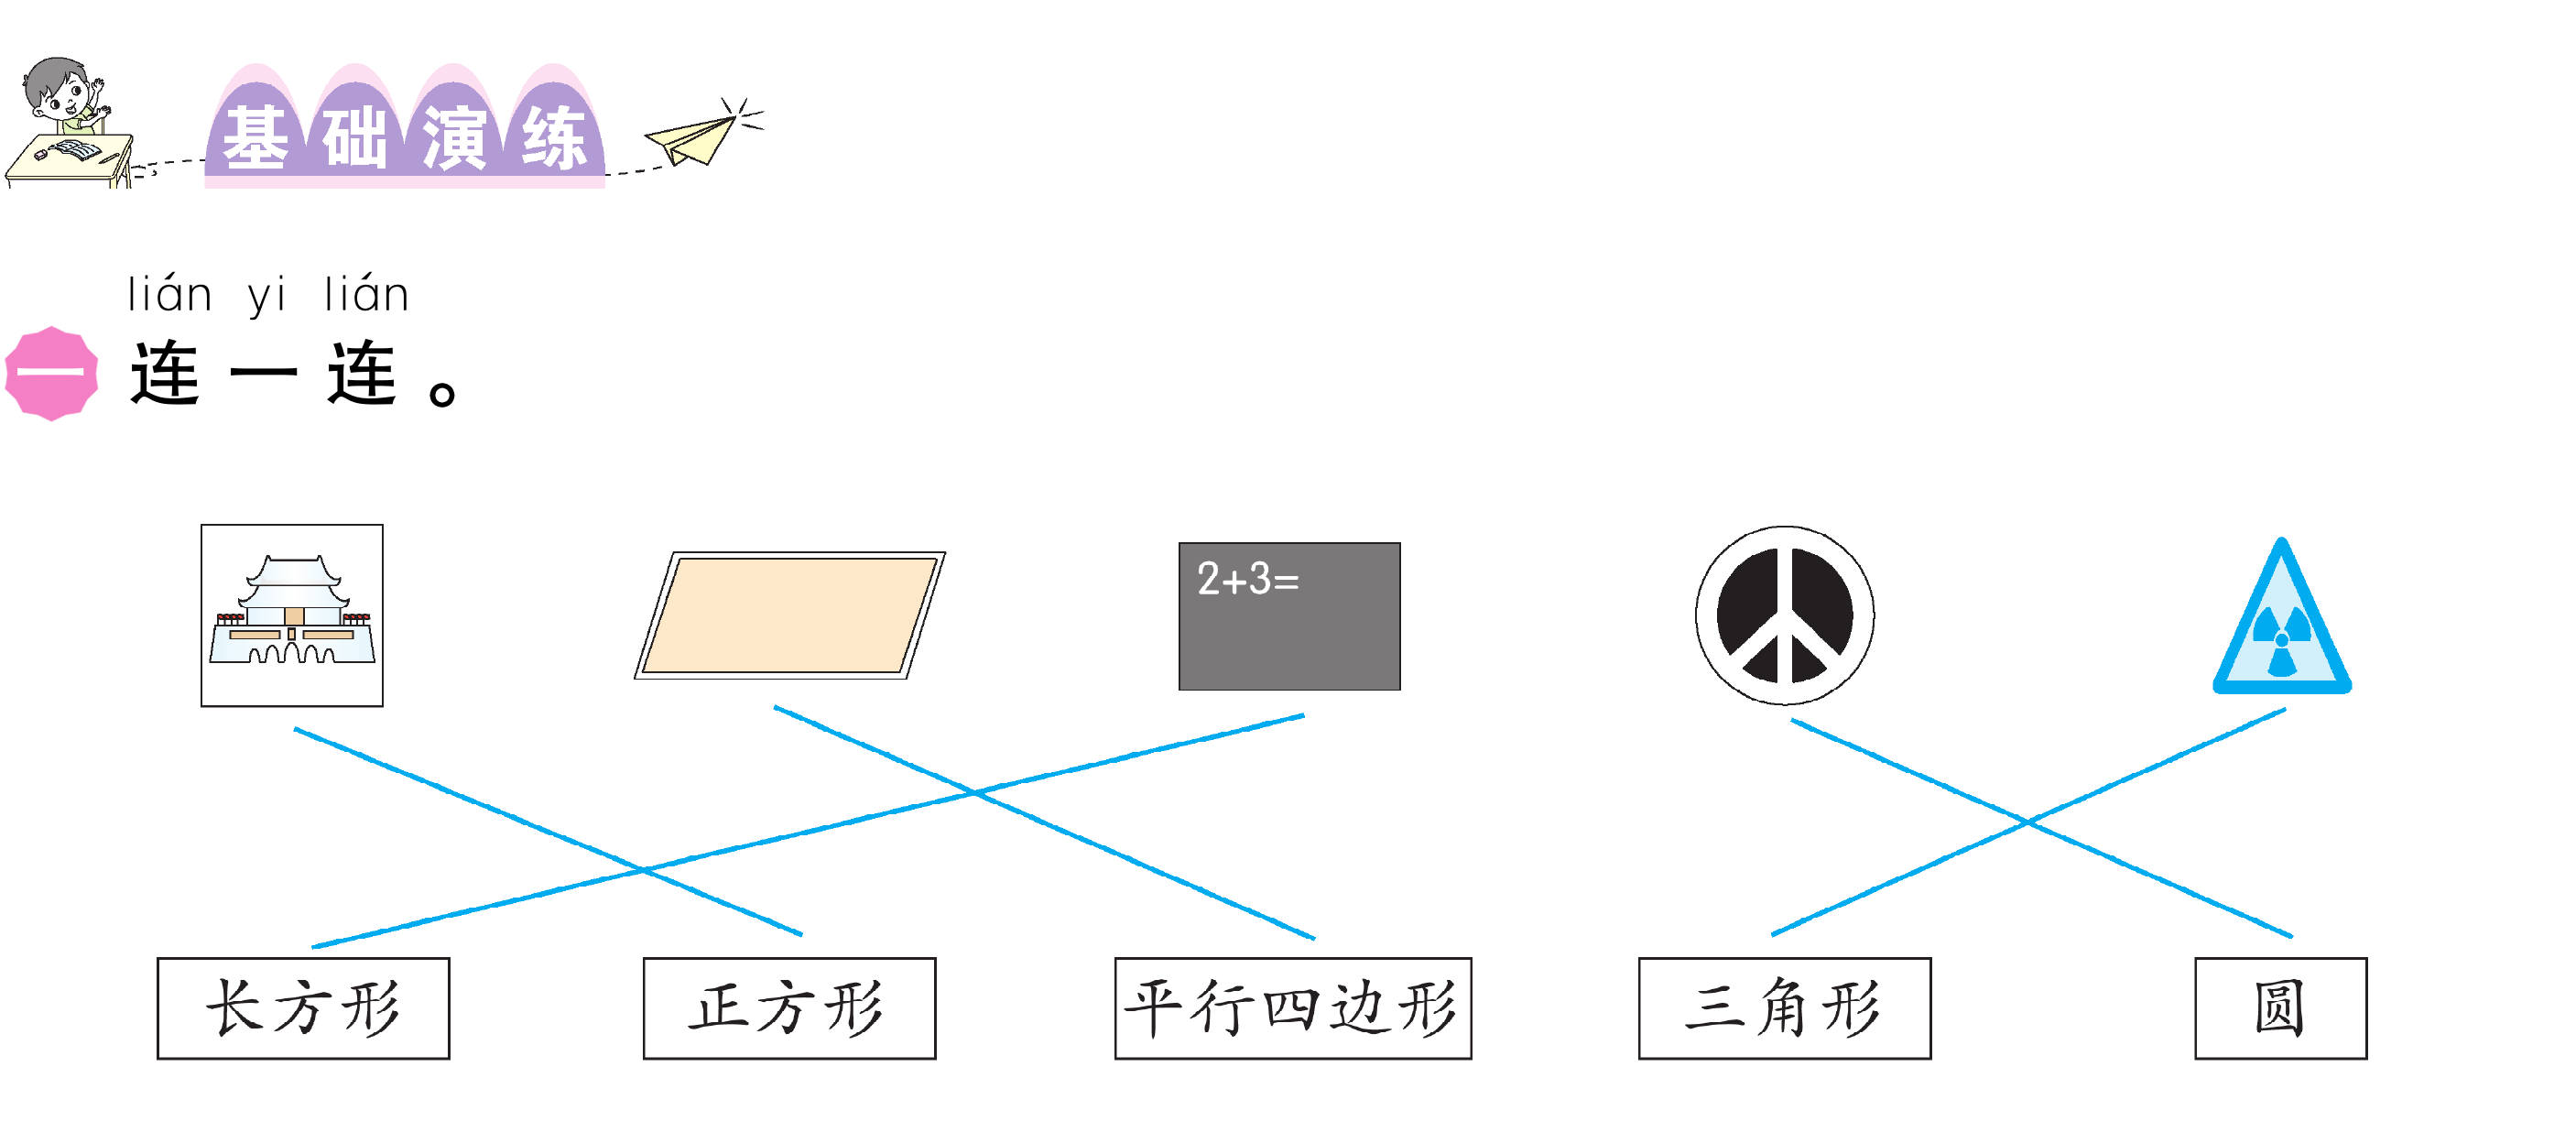 基础演练
lián yi lián
一 连一连。
2+3=
长方形 正方形 平行四边形 三角形 圆